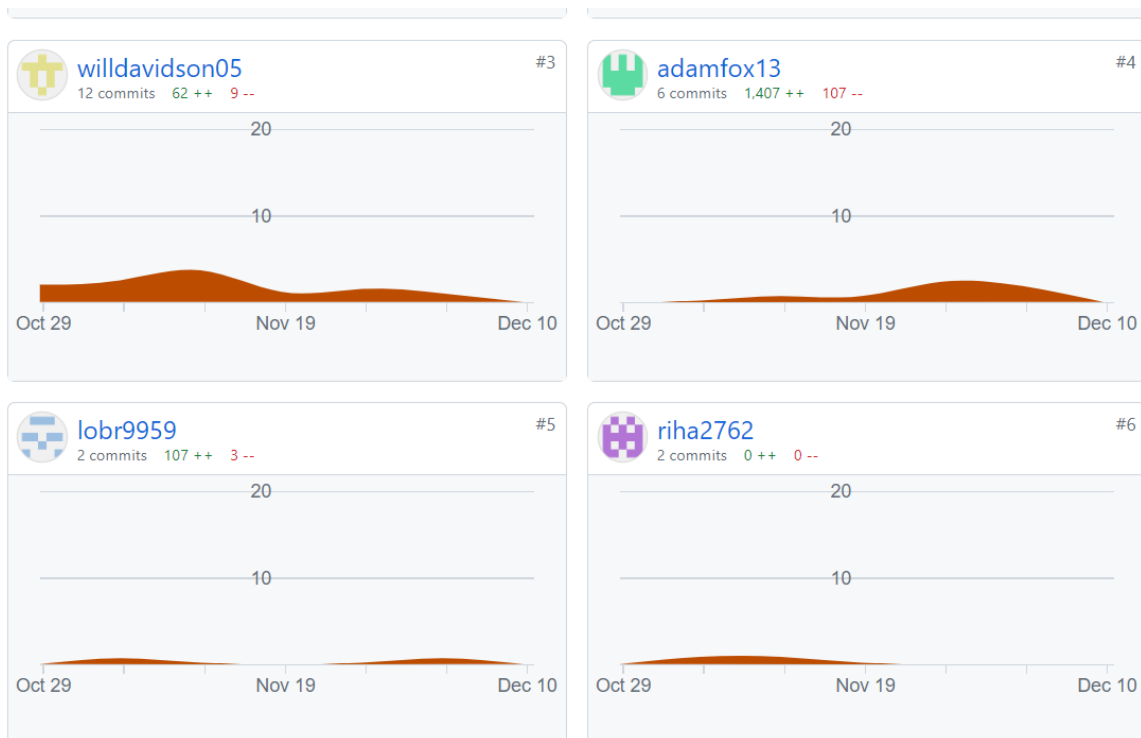 willdavidson05 #3
12 commits 62 ++ 9 --
20
10
Oct 29 Nov 19 Dec 10
adamfox13 #4
6 commits 1,407 ++ 107 --
20
10
Oct 29 Nov 19 Dec 10
lobr9959 #5
2 commits 107 ++ 3 --
20
10
Oct 29 Nov 19 Dec 10
riha2762 #6
2 commits 0 ++ 0 --
20
10
Oct 29 Nov 19 Dec 10